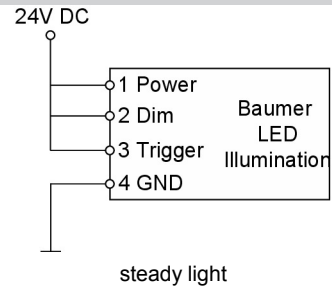 24V DC
1 Power
2 Dim
3 Trigger
4 GND
Baumer
LED
Illumination
steady light